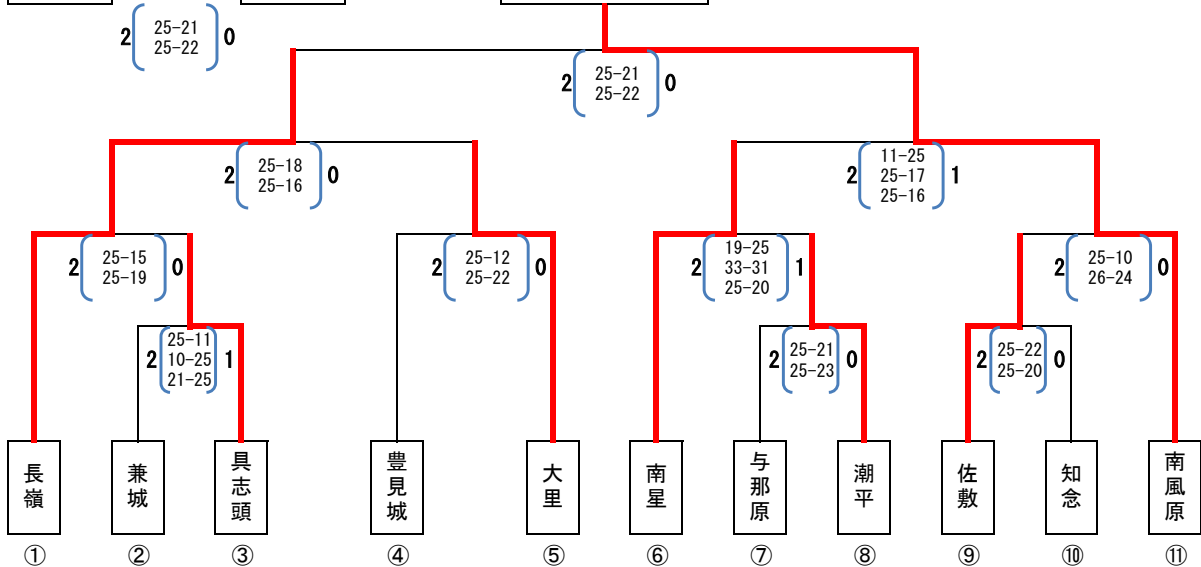 2 25-21 0
25-22
2 25-21 0
25-22
2 25-18 0
25-16
2 11-25 1
25-17
25-16
2 25-15 0
25-19
2 25-12 0
25-22
2 19-25 1
33-31
25-20
2 25-10 0
26-24
2 25-11 1
10-25
21-25
2 25-21 0
25-23
2 25-22 0
25-20
長嶺
兼城
具志頭
豊見城
大里
南星
与那原
潮平
佐敷
知念
南風原
① ② ③ ④ ⑤ ⑥ ⑦ ⑧ ⑨ ⑩ ⑪